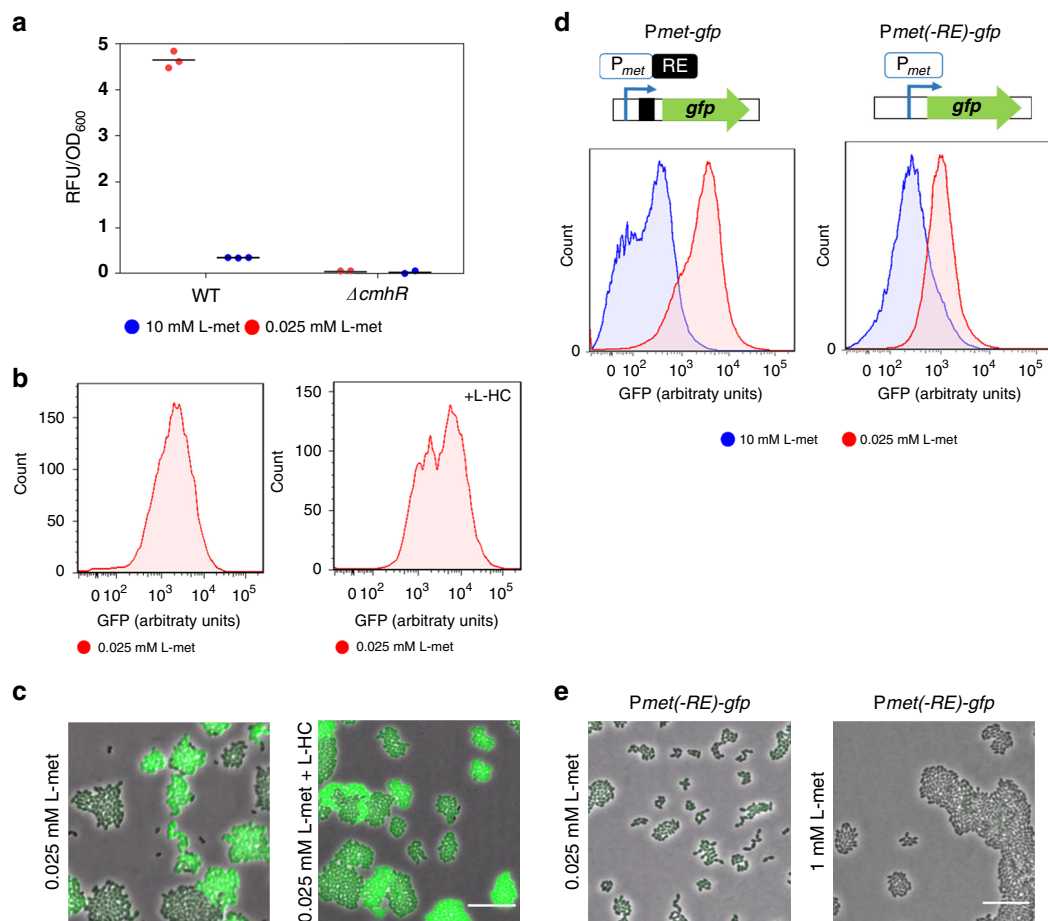 a
5
4
3
2
1
0
RFU/OD600
WT
ΔcmhR
10 mM L-met
0.025 mM L-met
b
150
100
50
0
Count
0 10² 10³ 10⁴ 10⁵
GFP (arbitraty units)
0.025 mM L-met
+L-HC
150
100
50
0
Count
0 10² 10³ 10⁴ 10⁵
GFP (arbitraty units)
0.025 mM L-met
c
0.025 mM L-met
0.025 mM L-met + L-HC
d
Pmet-gfp
Pmet
RE
gfp
Count
0
0 10² 10³ 10⁴ 10⁵
GFP (arbitraty units)
Pmet(-RE)-gfp
Pmet
gfp
Count
0
0 10² 10³ 10⁴ 10⁵
GFP (arbitraty units)
10 mM L-met
0.025 mM L-met
e
Pmet(-RE)-gfp
0.025 mM L-met
Pmet(-RE)-gfp
1 mM L-met